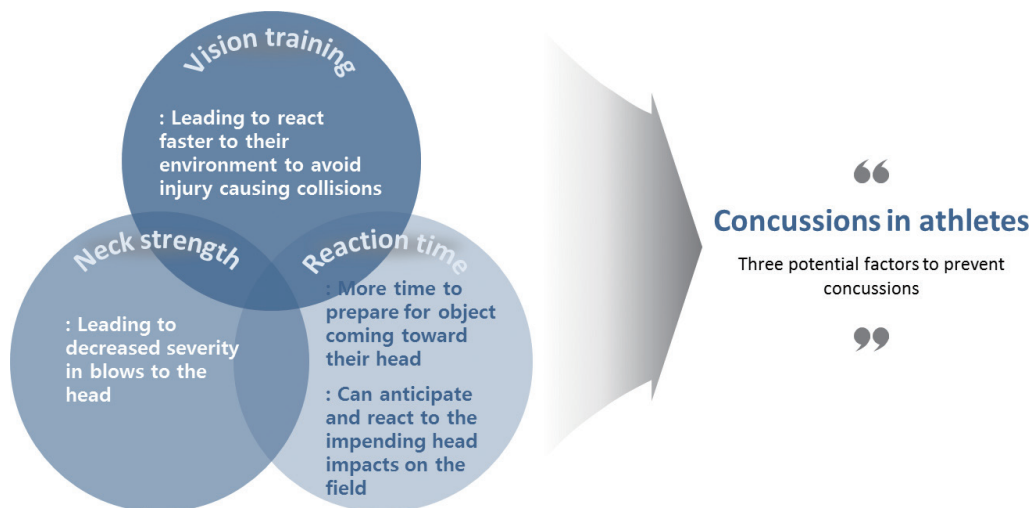 Vision training
: Leading to react
faster to their
environment to avoid
injury causing collisions
Neck strength
: Leading to
decreased severity
in blows to the
head
Reaction time
: More time to
prepare for object
coming toward
their head
: Can anticipate
and react to the
impending head
impacts on the
field
“
Concussions in athletes
Three potential factors to prevent
concussions
”